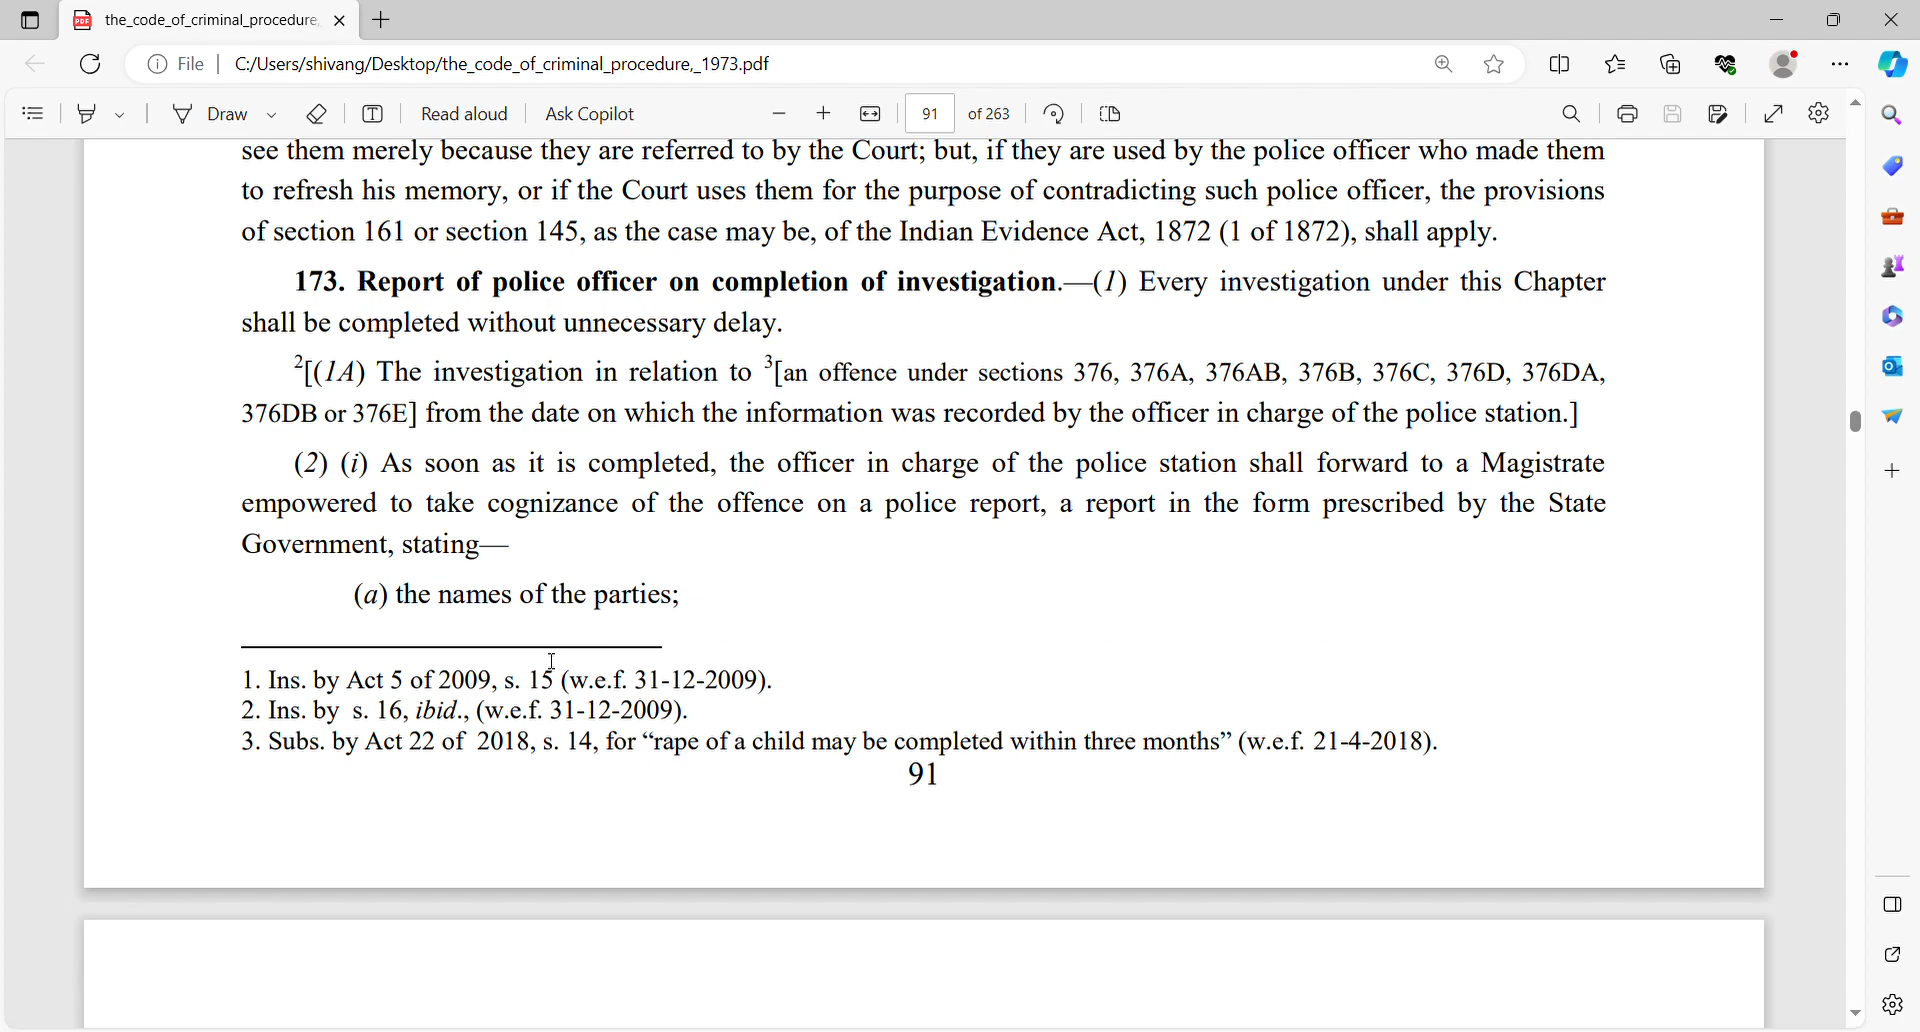 the_code_of_criminal_procedure,
File
C:/Users/shivang/Desktop/the_code_of_criminal_procedure,_1973.pdf
Draw
Read aloud
Ask Copilot
91
of 263
see them merely because they are referred to by the Court; but, if they are used by the police officer who made them
to refresh his memory, or if the Court uses them for the purpose of contradicting such police officer, the provisions
of section 161 or section 145, as the case may be, of the Indian Evidence Act, 1872 (1 of 1872), shall apply.
173. Report of police officer on completion of investigation.—(1) Every investigation under this Chapter
shall be completed without unnecessary delay.
2[(1A) The investigation in relation to 3[an offence under sections 376, 376A, 376AB, 376B, 376C, 376D, 376DA,
376DB or 376E] from the date on which the information was recorded by the officer in charge of the police station.]
(2) (i) As soon as it is completed, the officer in charge of the police station shall forward to a Magistrate
empowered to take cognizance of the offence on a police report, a report in the form prescribed by the State
Government, stating—
(a) the names of the parties;
1. Ins. by Act 5 of 2009, s. 15 (w.e.f. 31-12-2009).
2. Ins. by s. 16, ibid., (w.e.f. 31-12-2009).
3. Subs. by Act 22 of 2018, s. 14, for “rape of a child may be completed within three months” (w.e.f. 21-4-2018).
91